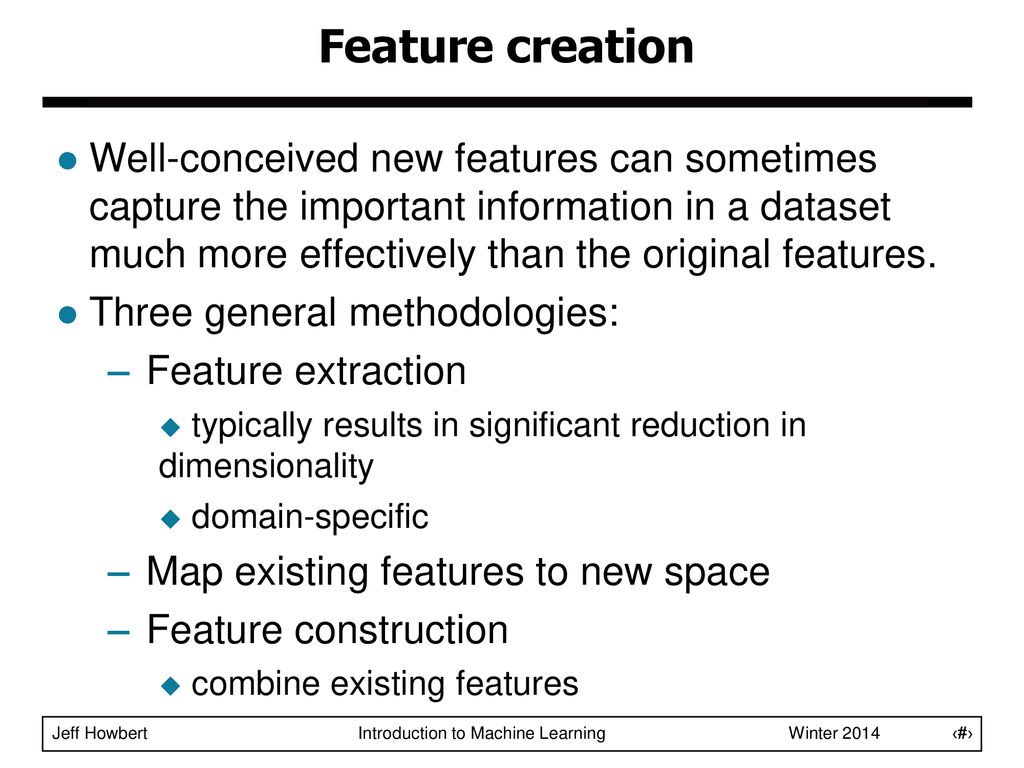 Feature creation
● Well-conceived new features can sometimes
capture the important information in a dataset
much more effectively than the original features.
● Three general methodologies:
– Feature extraction
◆ typically results in significant reduction in
dimensionality
◆ domain-specific
– Map existing features to new space
– Feature construction
◆ combine existing features
Jeff Howbert Introduction to Machine Learning Winter 2014 ‹#›